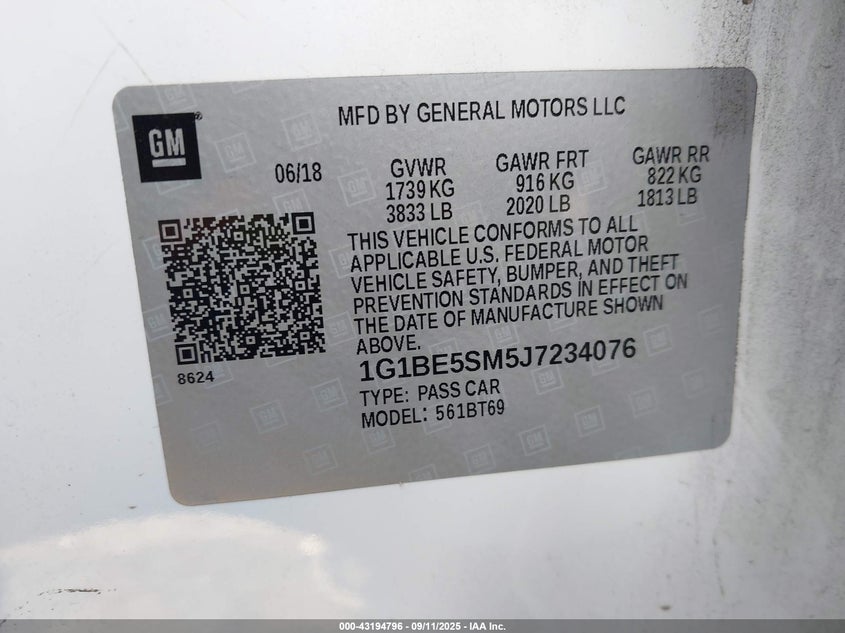 MFD BY GENERAL MOTORS LLC
GM
®
06/18
GVWR GAWR FRT GAWR RR
1739 KG 916 KG 822 KG
3833 LB 2020 LB 1813 LB
THIS VEHICLE CONFORMS TO ALL
APPLICABLE U.S. FEDERAL MOTOR
VEHICLE SAFETY, BUMPER, AND THEFT
PREVENTION STANDARDS IN EFFECT ON
THE DATE OF MANUFACTURE SHOWN
ABOVE.
8624
1G1BE5SM5J7234076
TYPE: PASS CAR
MODEL: 561BT69
000-43194796 - 09/11/2025 - IAA Inc.